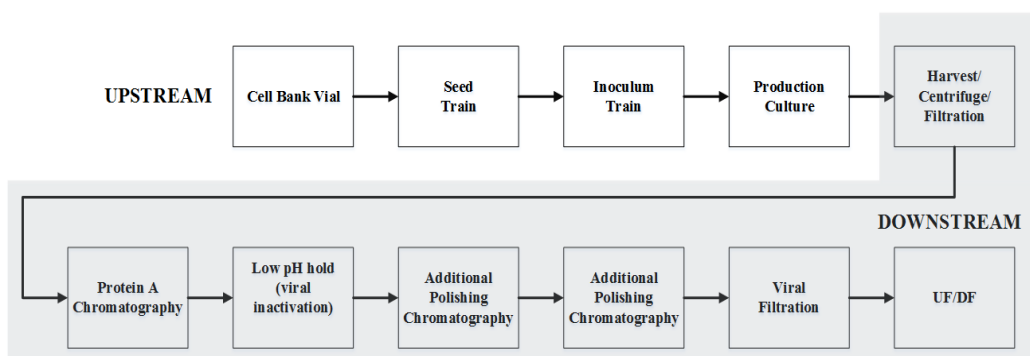 UPSTREAM
Cell Bank Vial
Seed
Train
Inoculum
Train
Production
Culture
Harvest/
Centrifuge/
Filtration
DOWNSTREAM
Protein A
Chromatography
Low pH hold
(viral
inactivation)
Additional
Polishing
Chromatography
Additional
Polishing
Chromatography
Viral
Filtration
UF/DF